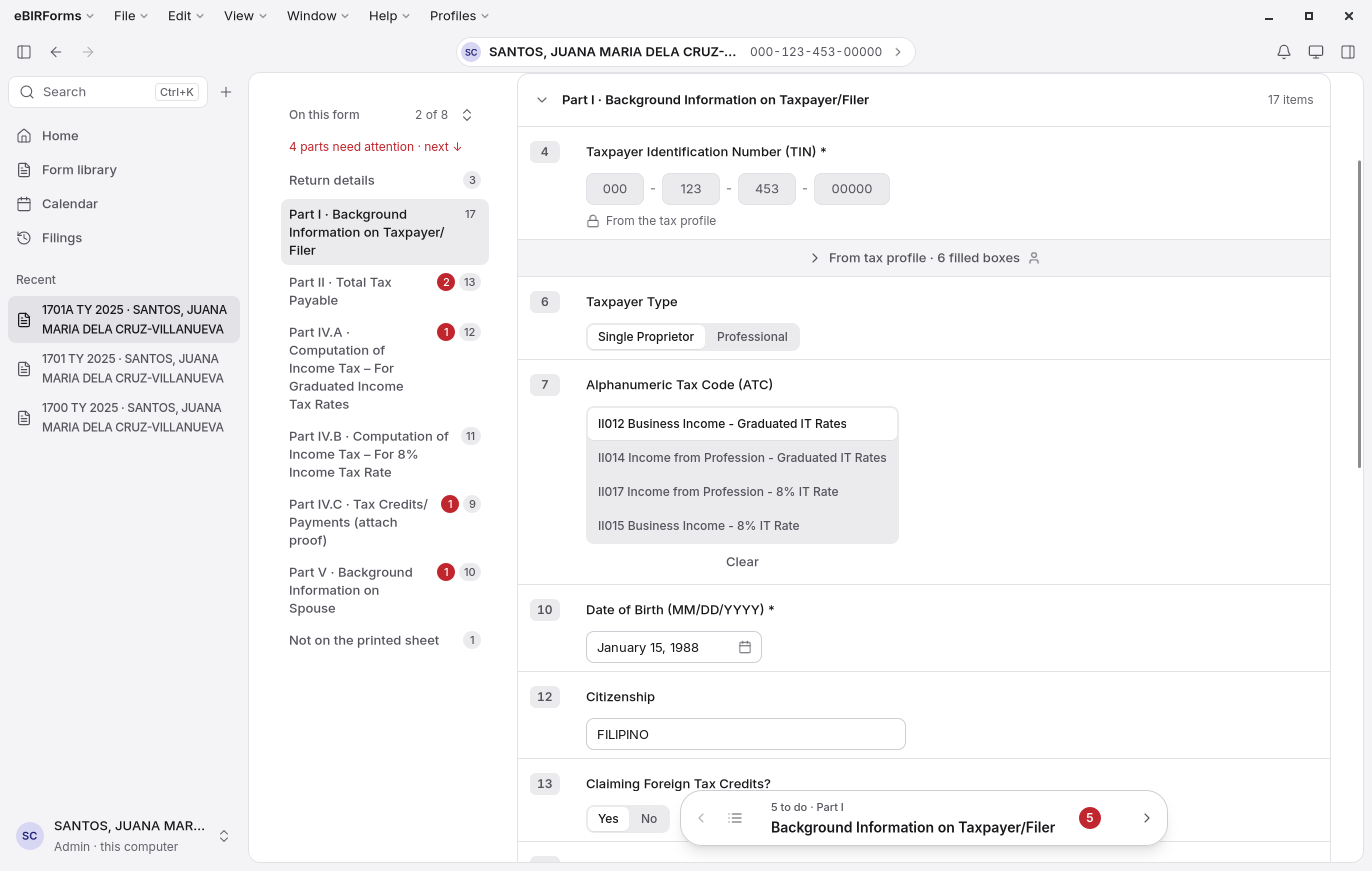 eBIRForms File Edit View Window Help Profiles
SC SANTOS, JUANA MARIA DELA CRUZ-... 000-123-453-00000
Search Ctrl+K
Home
Form library
Calendar
Filings
Recent
1701A TY 2025 · SANTOS, JUANA
MARIA DELA CRUZ-VILLANUEVA
1701 TY 2025 · SANTOS, JUANA
MARIA DELA CRUZ-VILLANUEVA
1700 TY 2025 · SANTOS, JUANA
MARIA DELA CRUZ-VILLANUEVA
SC SANTOS, JUANA MAR...
Admin · this computer
On this form 2 of 8
4 parts need attention · next ↓
Return details 3
Part I · Background 17
Information on Taxpayer/
Filer
Part II · Total Tax 2 13
Payable
Part IV.A · 1 12
Computation of
Income Tax – For
Graduated Income
Tax Rates
Part IV.B · Computation of 11
Income Tax – For 8%
Income Tax Rate
Part IV.C · Tax Credits/ 1 9
Payments (attach
proof)
Part V · Background 1 10
Information on
Spouse
Not on the printed sheet 1
Part I · Background Information on Taxpayer/Filer 17 items
4 Taxpayer Identification Number (TIN) *
000 - 123 - 453 - 00000
From the tax profile
From tax profile · 6 filled boxes
6 Taxpayer Type
Single Proprietor Professional
7 Alphanumeric Tax Code (ATC)
II012 Business Income - Graduated IT Rates
II014 Income from Profession - Graduated IT Rates
II017 Income from Profession - 8% IT Rate
II015 Business Income - 8% IT Rate
Clear
10 Date of Birth (MM/DD/YYYY) *
January 15, 1988
12 Citizenship
FILIPINO
13 Claiming Foreign Tax Credits?
Yes No
5 to do · Part I
Background Information on Taxpayer/Filer 5